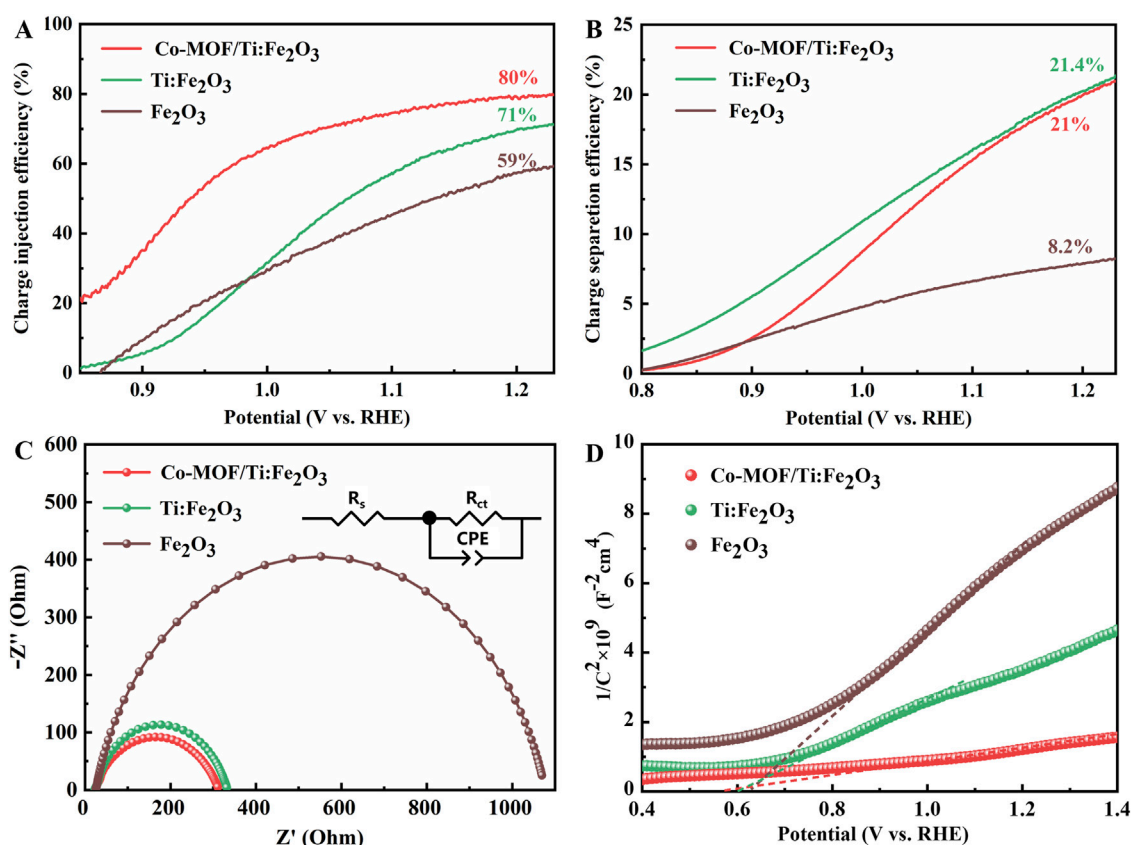 A
Co-MOF/Ti:Fe₂O₃
Ti:Fe₂O₃
Fe₂O₃
80%
71%
59%
Charge injection efficiency (%)
100
80
60
40
20
0
0.9 1.0 1.1 1.2
Potential (V vs. RHE)
B
Co-MOF/Ti:Fe₂O₃
Ti:Fe₂O₃
Fe₂O₃
21.4%
21%
8.2%
Charge separetion efficiency (%)
25
20
15
10
5
0
0.8 0.9 1.0 1.1 1.2
Potential (V vs. RHE)
C
Co-MOF/Ti:Fe₂O₃
Ti:Fe₂O₃
Fe₂O₃
Rₛ
R꜀ₜ
CPE
-Z'' (Ohm)
600
500
400
300
200
100
0
0 200 400 600 800 1000
Z' (Ohm)
D
Co-MOF/Ti:Fe₂O₃
Ti:Fe₂O₃
Fe₂O₃
1/C²×10⁹ (F⁻²cm⁴)
10
8
6
4
2
0
0.4 0.6 0.8 1.0 1.2 1.4
Potential (V vs. RHE)